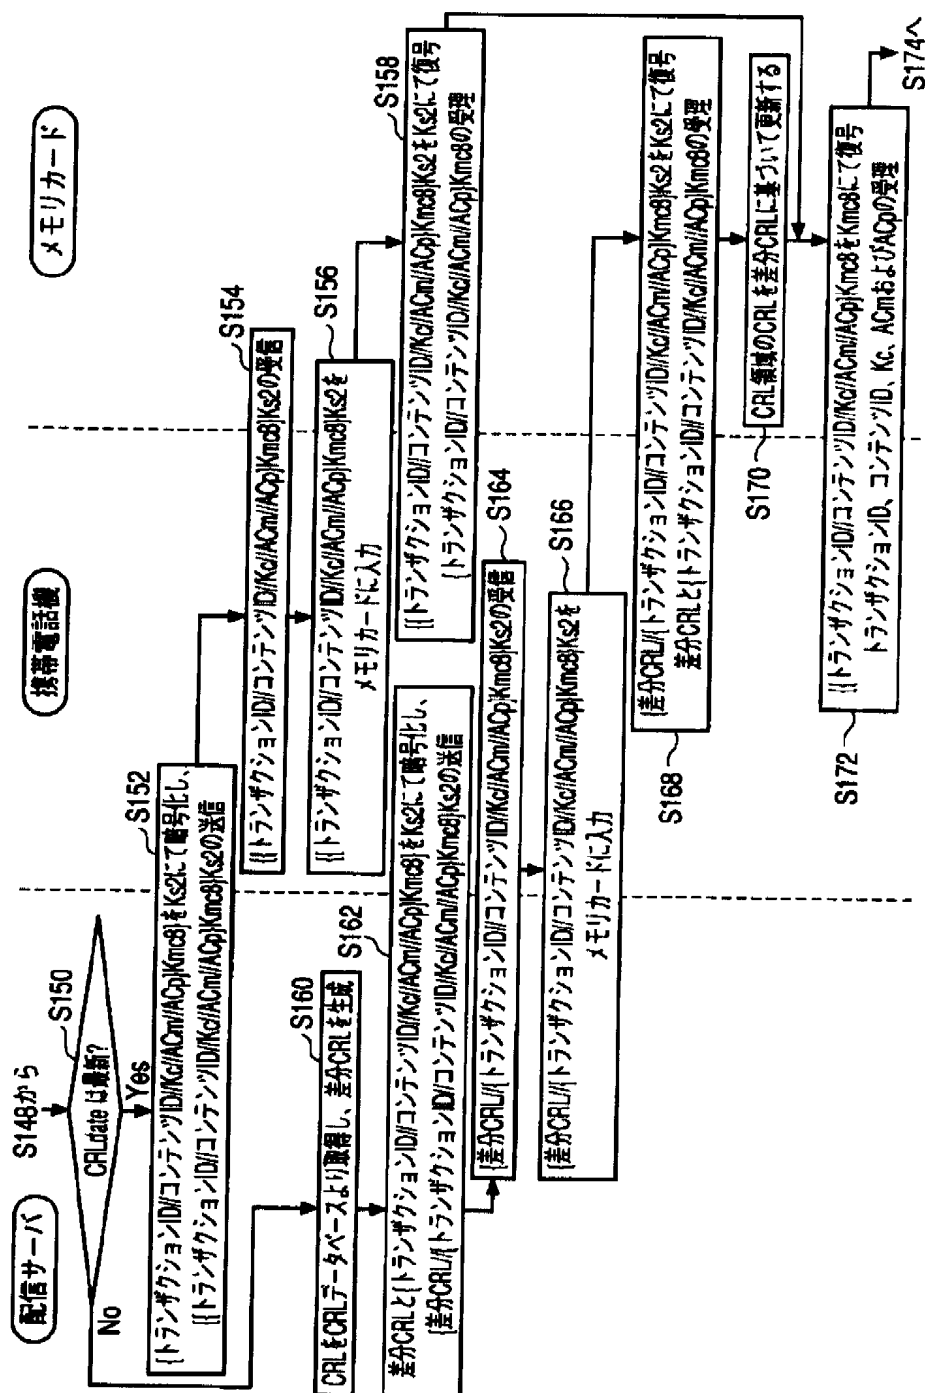 配信サーバ
携帯電話機
メモリカード
S148から
S150
CRLdate は最新?
Yes
No
S152
{トランザクションID//コンテンツID//Kc//ACm//ACp}Kmc8}をKs2にて暗号化し、
{{トランザクションID//コンテンツID//Kc//ACm//ACp}Kmc8}Ks2の送信
S154
{{トランザクションID//コンテンツID//Kc//ACm//ACp}Kmc8}Ks2の受信
S156
{{トランザクションID//コンテンツID//Kc//ACm//ACp}Kmc8}Ks2を
メモリカードに入力
S158
{{トランザクションID//コンテンツID//Kc//ACm//ACp}Kmc8}Ks2をKs2にて復号
{トランザクションID//コンテンツID//Kc//ACm//ACp}Kmc8の受理
S160
CRLをCRLデータベースより取得し、差分CRLを生成
S162
差分CRLと{トランザクションID//コンテンツID//Kc//ACm//ACp}Kmc8}をKs2にて暗号化し、
{差分CRL//{トランザクションID//コンテンツID//Kc//ACm//ACp}Kmc8}Ks2の送信
S164
{差分CRL//{トランザクションID//コンテンツID//Kc//ACm//ACp}Kmc8}Ks2の受信
S166
{差分CRL//{トランザクションID//コンテンツID//Kc//ACm//ACp}Kmc8}Ks2を
メモリカードに入力
S168
{差分CRL//{トランザクションID//コンテンツID//Kc//ACm//ACp}Kmc8}Ks2をKs2にて復号
差分CRLと{トランザクションID//コンテンツID//Kc//ACm//ACp}Kmc8の受理
S170
CRL領域のCRLを差分CRLに基づいて更新する
S172
{{トランザクションID//コンテンツID//Kc//ACm//ACp}Kmc8をKmc8にて復号
トランザクションID、コンテンツID、Kc、ACmおよびACpの受理
S174へ